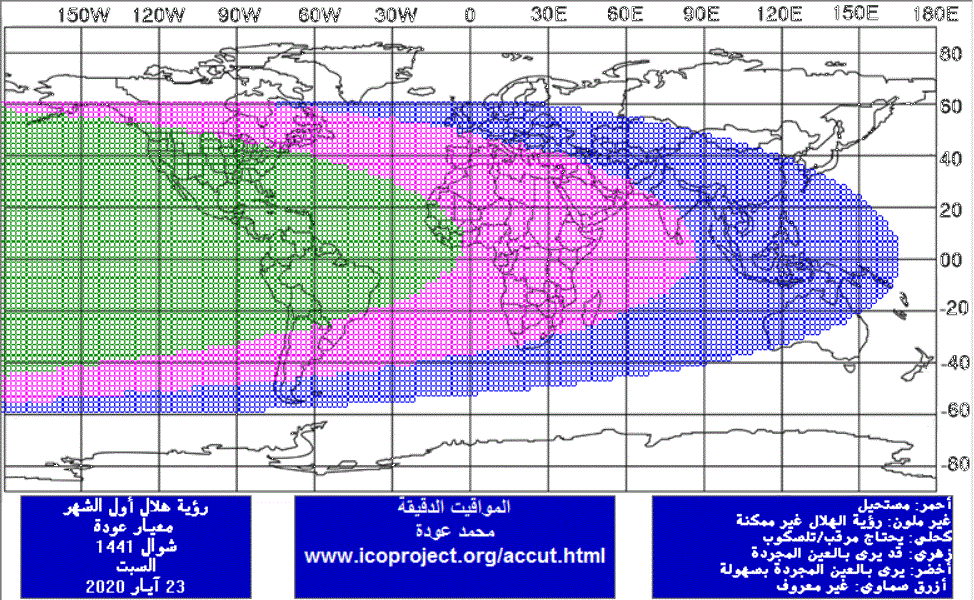 150W 120W 90W 60W 30W 0 30E 60E 90E 120E 150E 180E
80
60
40
20
00
-20
-40
-60
-80
رؤية هلال أول الشهر
معيار عودة
شوال 1441
السبت
23 آيار 2020
المواقيت الدقيقة
محمد عودة
www.icoproject.org/accut.html
أحمر: مستحيل
غير ملون: رؤية الهلال غير ممكنة
كحلي: يحتاج مرقب/تلسكوب
زهري: قد يرى بالعين المجردة
أخضر: يرى بالعين المجردة بسهولة
أزرق سماوي: غير معروف